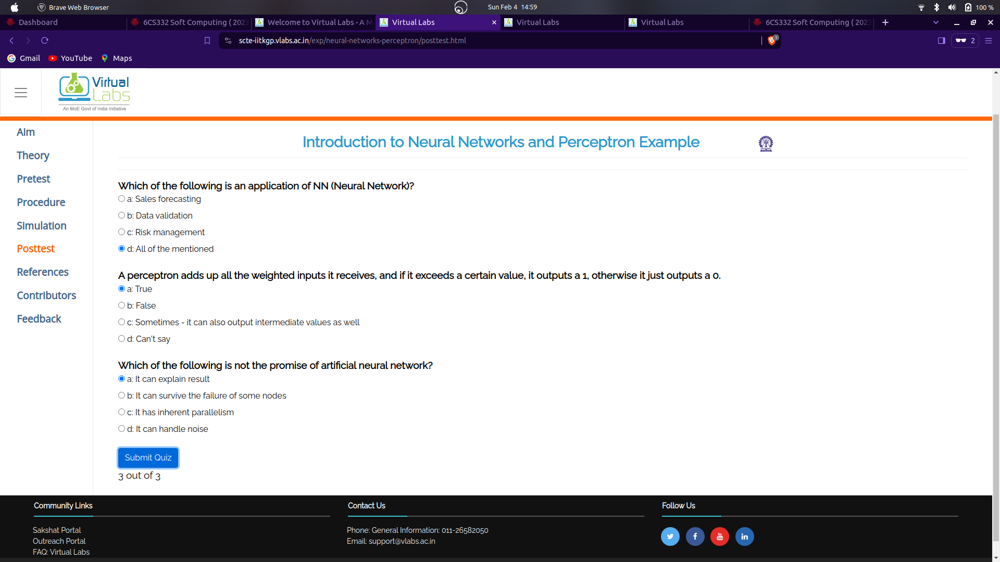 Brave Web Browser
Sun Feb 4 14:59
100 %
Dashboard
6CS332 Soft Computing ( 2023
Welcome to Virtual Labs - A M
Virtual Labs
Virtual Labs
Virtual Labs
6CS332 Soft Computing ( 2023
scte-iitkgp.vlabs.ac.in/exp/neural-networks-perceptron/posttest.html
1
2
Gmail
YouTube
Maps
Virtual
Labs
An MoE Govt of India Initiative
Aim
Theory
Pretest
Procedure
Simulation
Posttest
References
Contributors
Feedback
Introduction to Neural Networks and Perceptron Example
Which of the following is an application of NN (Neural Network)?
a: Sales forecasting
b: Data validation
c: Risk management
d: All of the mentioned
A perceptron adds up all the weighted inputs it receives, and if it exceeds a certain value, it outputs a 1, otherwise it just outputs a 0.
a: True
b: False
c: Sometimes - it can also output intermediate values as well
d: Can't say
Which of the following is not the promise of artificial neural network?
a: It can explain result
b: It can survive the failure of some nodes
c: It has inherent parallelism
d: It can handle noise
Submit Quiz
3 out of 3
Community Links
Sakshat Portal
Outreach Portal
FAQ: Virtual Labs
Contact Us
Phone: General Information: 011-26582050
Email: support@vlabs.ac.in
Follow Us